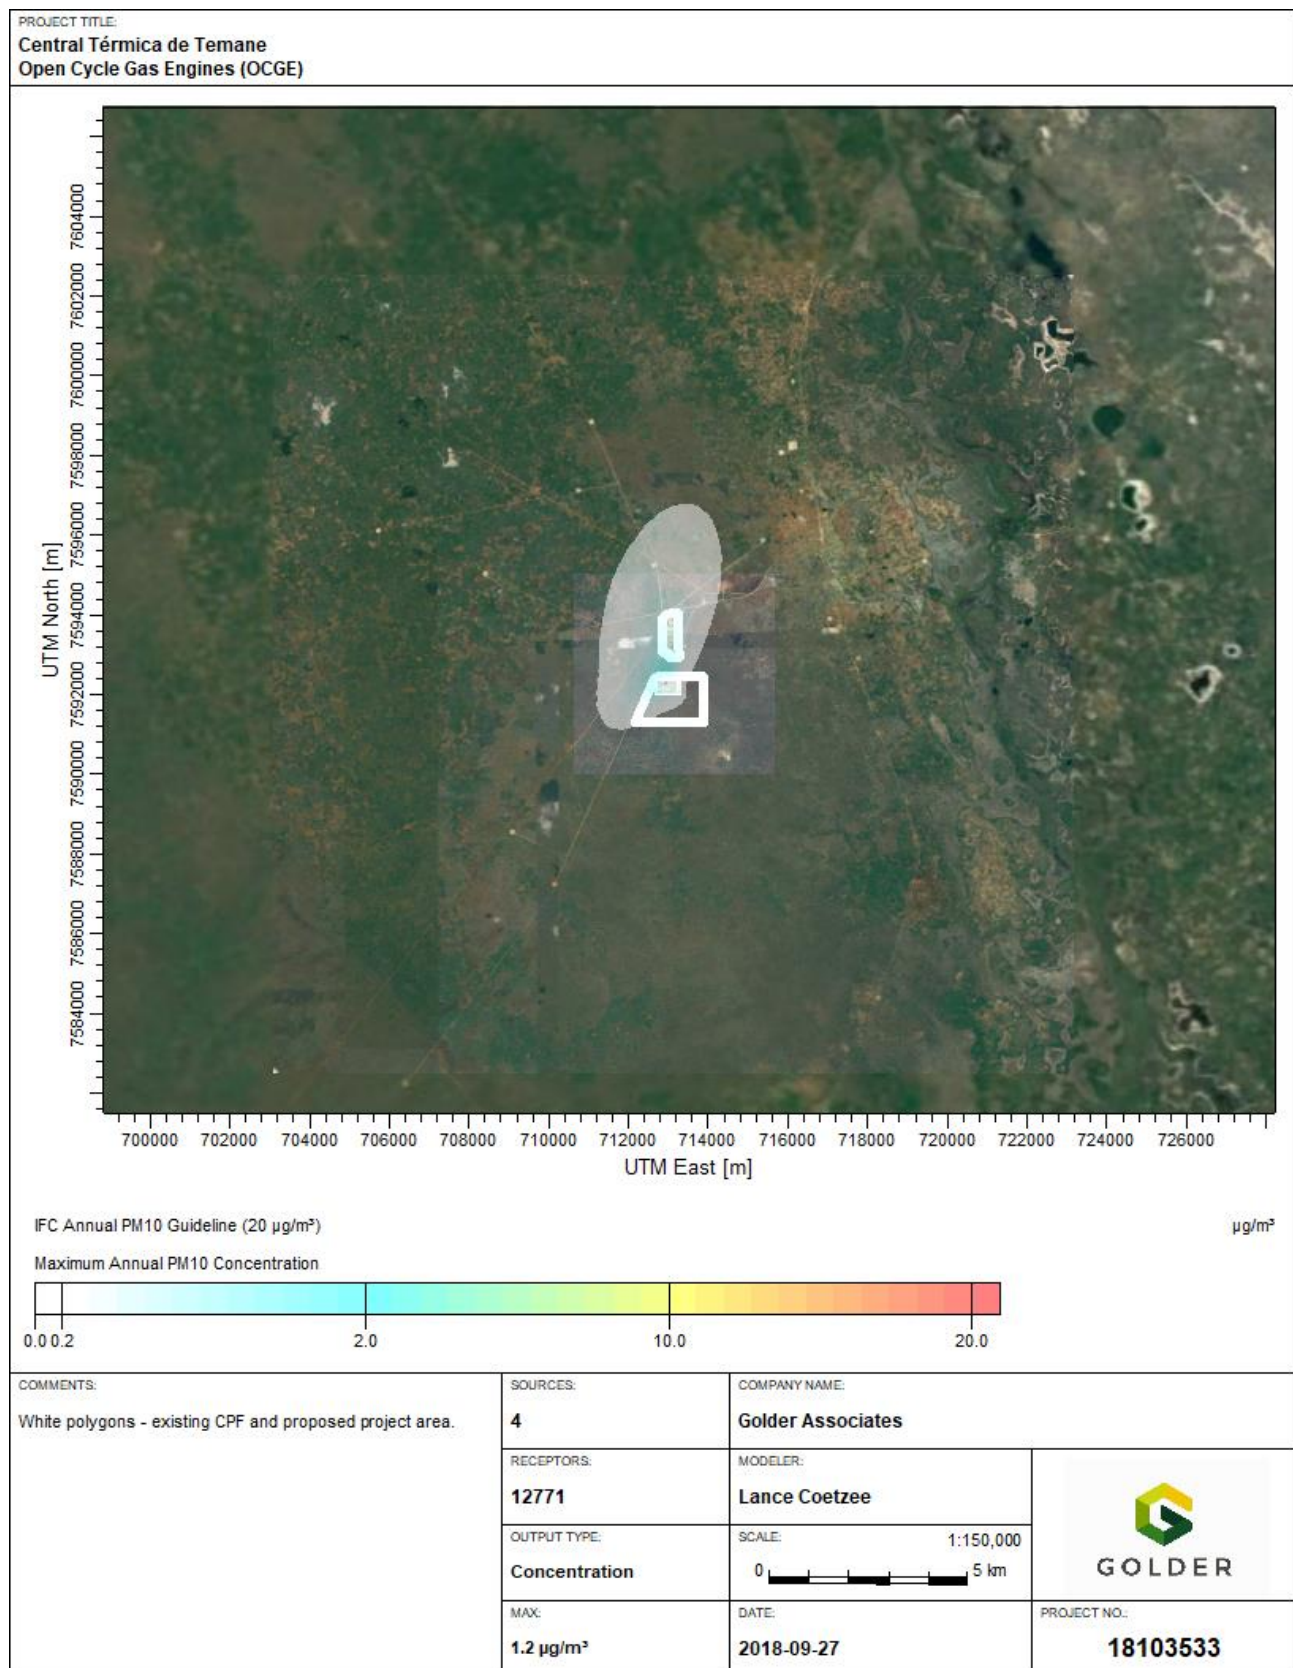 PROJECT TITLE:
Central Térmica de Temane
Open Cycle Gas Engines (OCGE)
UTM North [m]
7604000
7602000
7600000
7598000
7596000
7594000
7592000
7590000
7588000
7586000
7584000
700000 702000 704000 706000 708000 710000 712000 714000 716000 718000 720000 722000 724000 726000
UTM East [m]
IFC Annual PM10 Guideline (20 µg/m³) µg/m³
Maximum Annual PM10 Concentration
0.0 0.2 2.0 10.0 20.0
COMMENTS:
White polygons - existing CPF and proposed project area.
SOURCES:
4
COMPANY NAME:
Golder Associates
RECEPTORS:
12771
MODELER:
Lance Coetzee
OUTPUT TYPE:
Concentration
SCALE: 1:150,000
0 5 km
GOLDER
MAX:
1.2 µg/m³
DATE:
2018-09-27
PROJECT NO.:
18103533